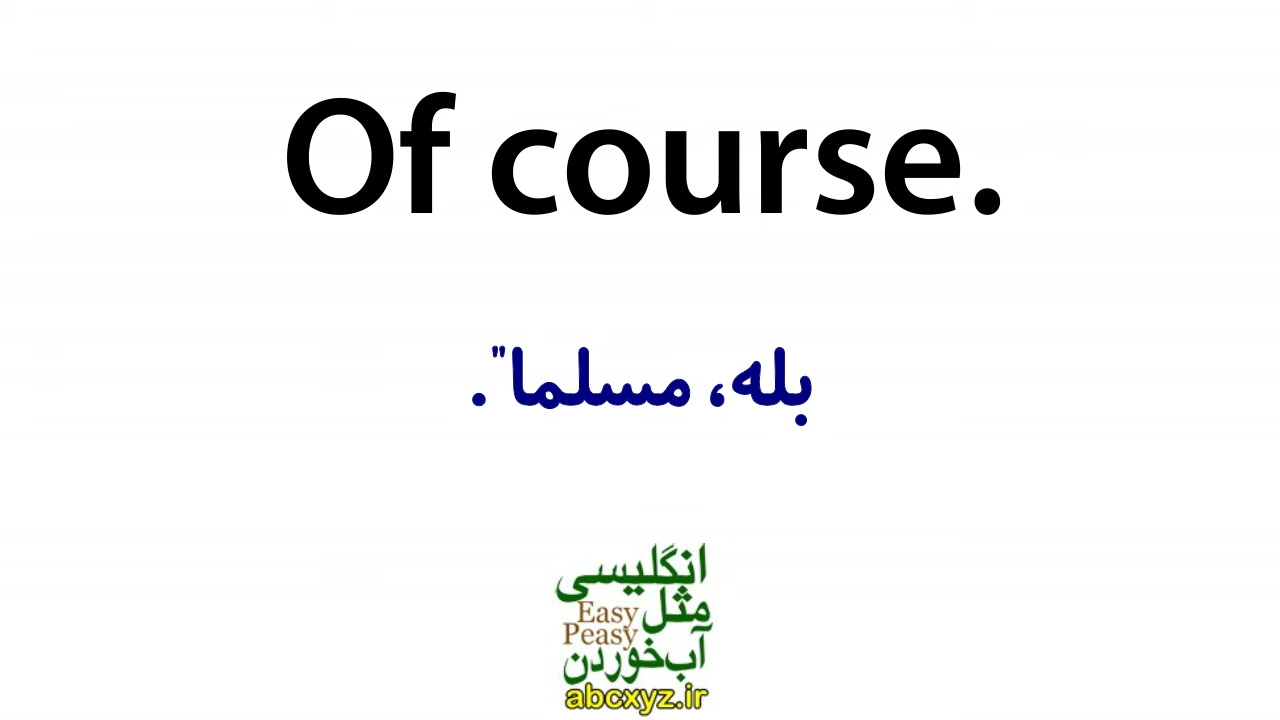 Of course.
بله، مسلما".
انگلیسی
مثل
Easy
Peasy
آب‌خوردن
abcxyz.ir